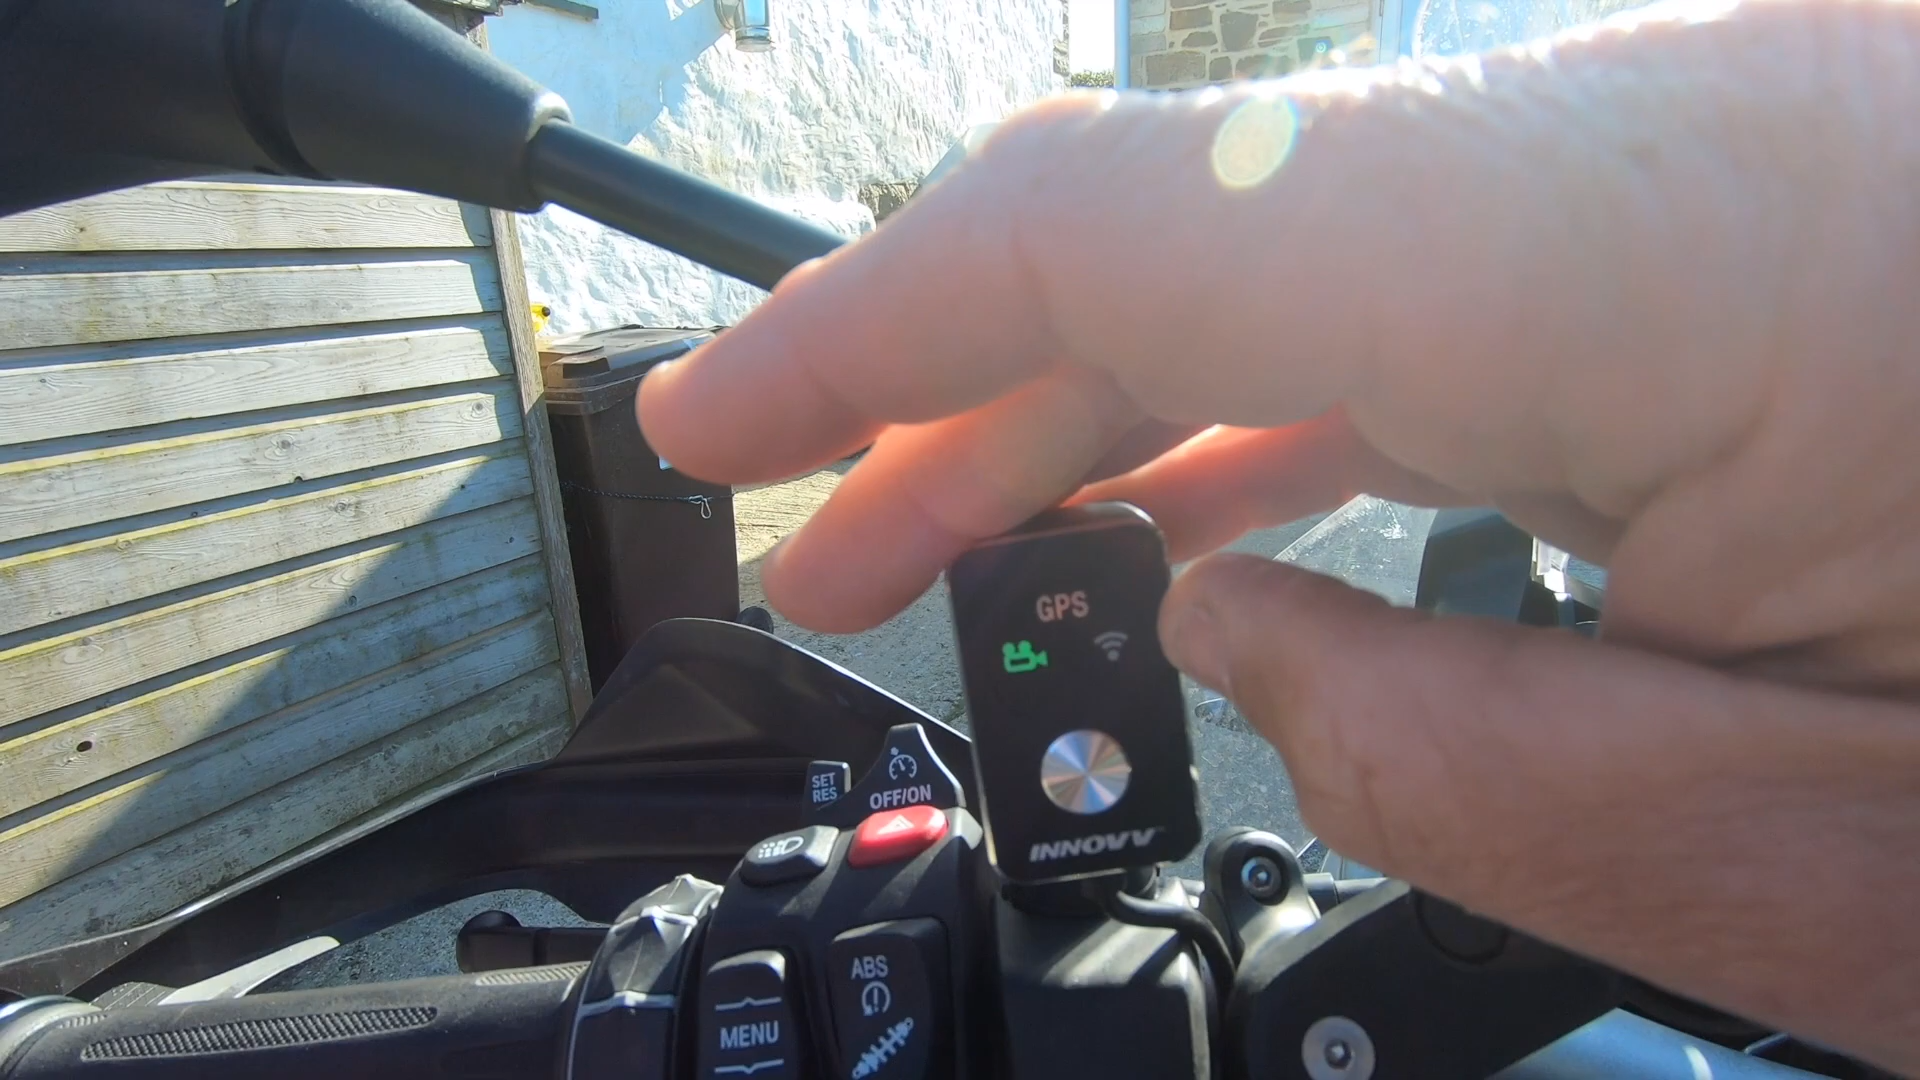 GPS
INNOVV
SET
RES
OFF/ON
ABS
MENU